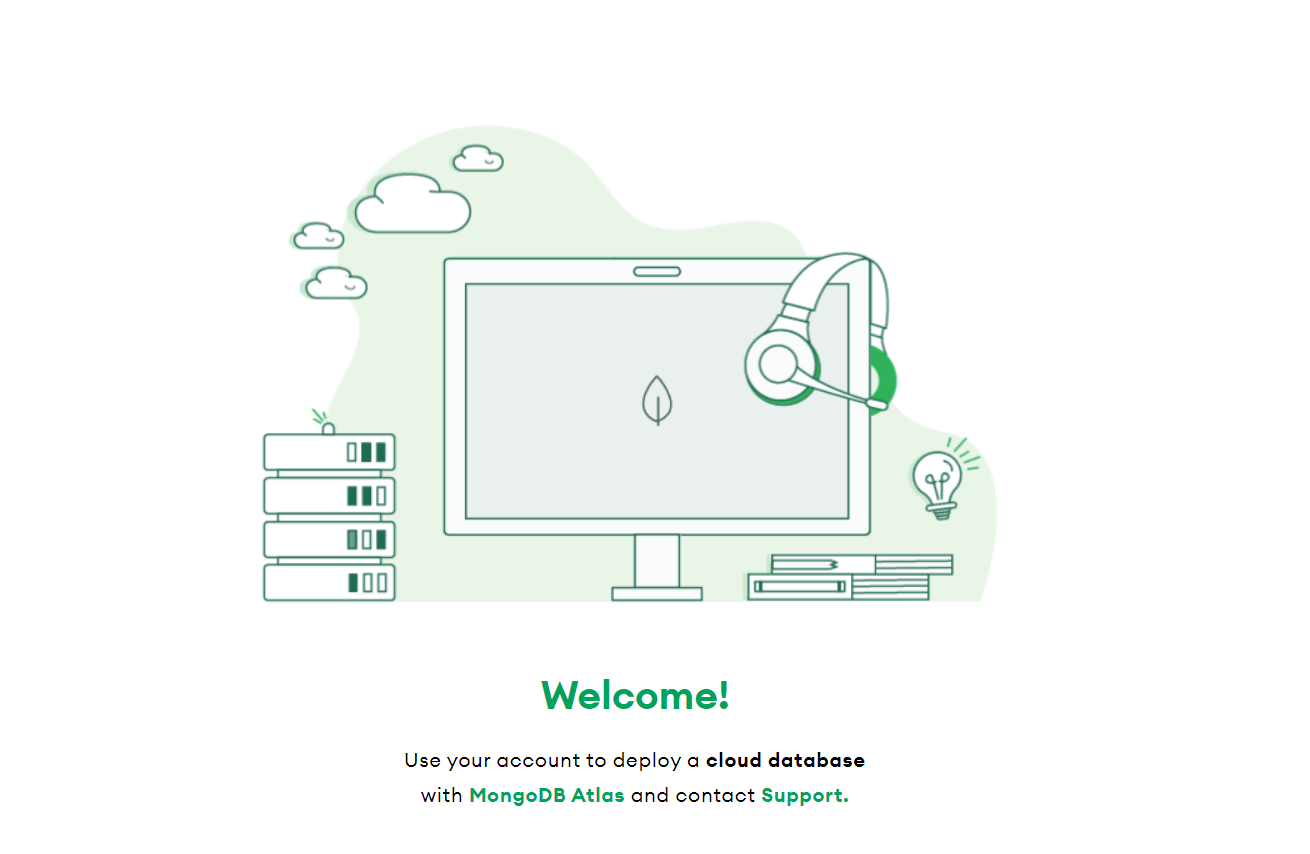 Welcome!
Use your account to deploy a cloud database
with MongoDB Atlas and contact Support.